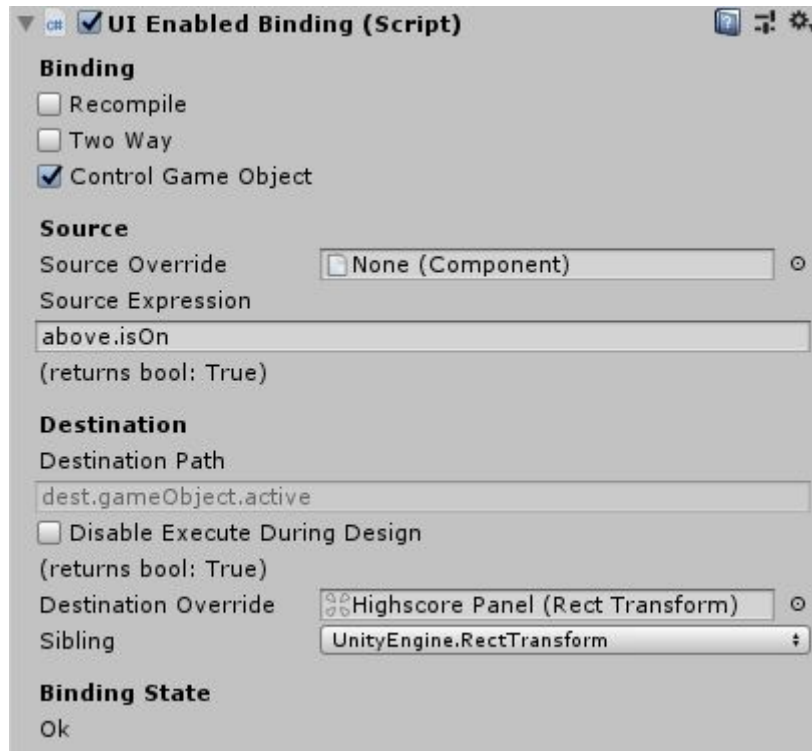 C# UI Enabled Binding (Script)
Binding
Recompile
Two Way
Control Game Object
Source
Source Override None (Component)
Source Expression
above.isOn
(returns bool: True)
Destination
Destination Path
dest.gameObject.active
Disable Execute During Design
(returns bool: True)
Destination Override Highscore Panel (Rect Transform)
Sibling UnityEngine.RectTransform
Binding State
Ok